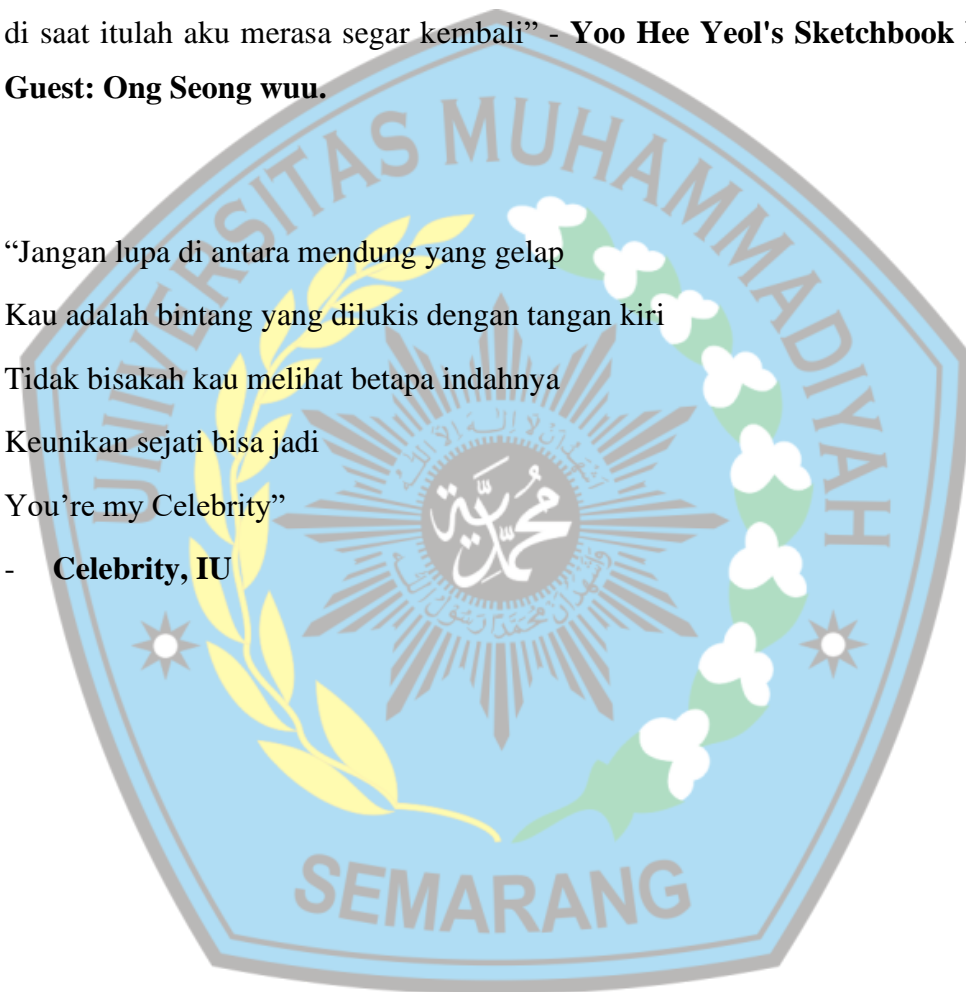 di saat itulah aku merasa segar kembali” - Yoo Hee Yeol's Sketchbook
Guest: Ong Seong wuu.
UNIVERSITAS MUHAMMADIYAH
“Jangan lupa di antara mendung yang gelap
Kau adalah bintang yang dilukis dengan tangan kiri
Tidak bisakah kau melihat betapa indahnya
Keunikan sejati bisa jadi
You’re my Celebrity”
- Celebrity, IU
محمدية
SEMARANG